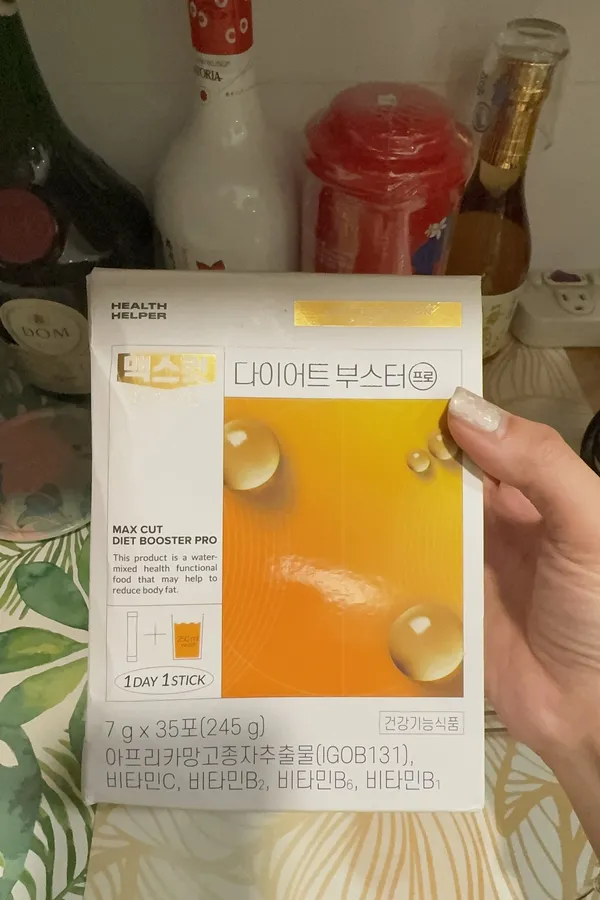 DOM
HEALTH
HELPER
맥스컷
다이어트 부스터 프로
MAX CUT
DIET BOOSTER PRO
This product is a water-
mixed health functional
food that may help to
reduce body fat.
250 ml
1DAY 1STICK
7 g x 35포(245 g)
건강기능식품
아프리카망고종자추출물(IGOB131),
비타민C, 비타민B₂, 비타민B₆, 비타민B₁